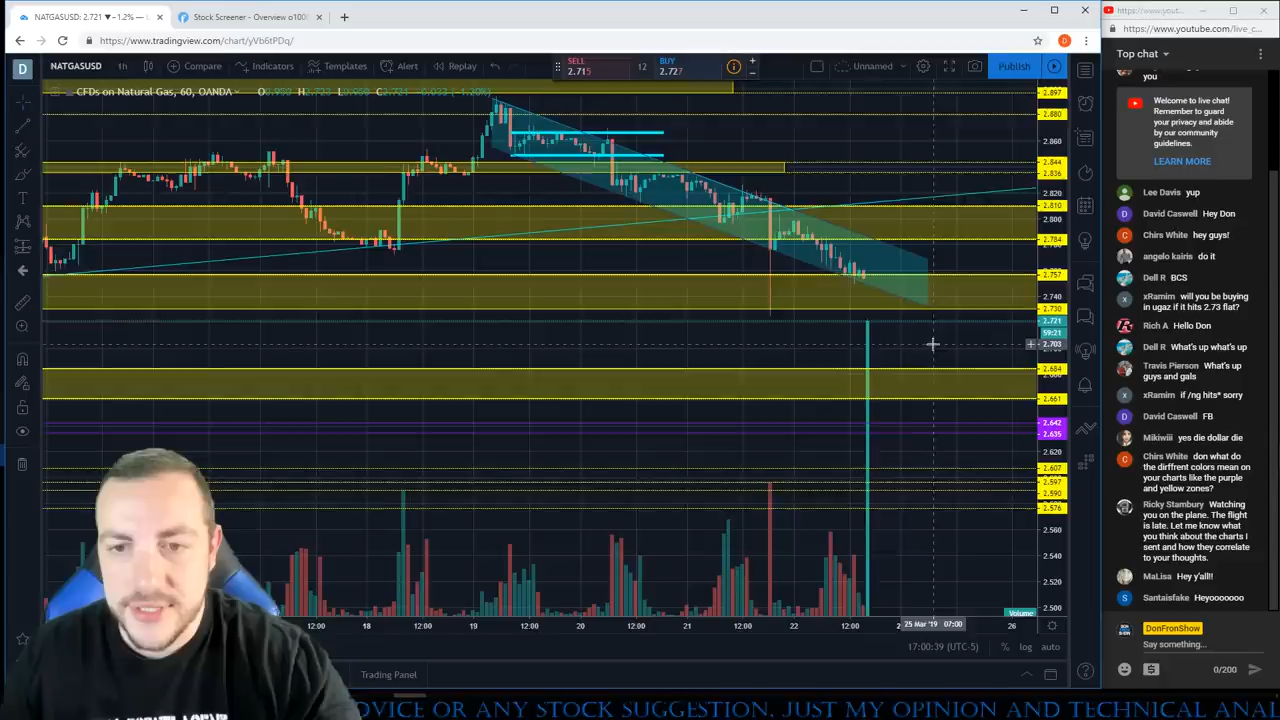 NATGASUSD: 2.721 ▼ −1.2% —
Stock Screener - Overview o100
https://www.youtube.com/
https://www.tradingview.com/chart/yVb6tPDq/
https://www.youtube.com/live_c
NATGASUSD 1h Compare Indicators Templates Alert Replay
SELL
2.715
12
BUY
2.727
Unnamed
Publish
Top chat
CFDs on Natural Gas, 60, OANDA
2.897
2.880
2.860
2.844
2.836
2.820
2.810
2.800
2.784
2.757
2.740
2.730
2.721
59:21
2.703
2.684
2.661
2.642
2.635
2.620
2.607
2.597
2.590
2.576
2.560
2.540
2.520
2.500
Volume
12:00 18 12:00 19 12:00 20 12:00 21 12:00 22 12:00 25 Mar '19 07:00 26
17:00:39 (UTC-5) % log auto
Trading Panel
you
Welcome to live chat!
Remember to guard
your privacy and abide
by our community
guidelines.
LEARN MORE
Lee Davis yup
David Caswell Hey Don
Chirs White hey guys!
angelo kairis do it
Dell R BCS
xRamim will you be buying
in ugaz if it hits 2.73 flat?
Rich A Hello Don
Dell R What's up what's up
Travis Pierson What's up
guys and gals
xRamim if /ng hits* sorry
David Caswell FB
Mikiwiii yes die dollar die
Chirs White don what do
the dirffrent colors mean on
your charts like the purple
and yellow zones?
Ricky Stambury Watching
you on the plane. The flight
is late. Let me know what
you think about the charts I
sent and how they correlate
to your thoughts.
MaLisa Hey y'all!!
Santaisfake Heyooooooo
DonFronShow
Say something...
0/200
DVICE OR ANY STOCK SUGGESTION. JUST MY OPINION AND TECHNICAL ANAL